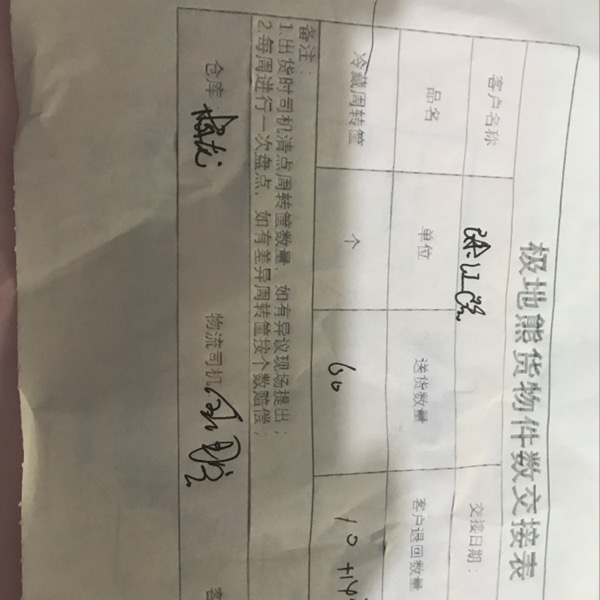 极地熊货物件数交接表
客户名称 交接日期：
品名 单位 送货数量 客户退回数量
冷藏周转筐 个 60 10 +14
备注：
1.出货时司机清点周转筐数量，如有异议现场提出；
2.每周进行一次盘点，如有差异周转筐按个数赔偿；
仓库 物流司机